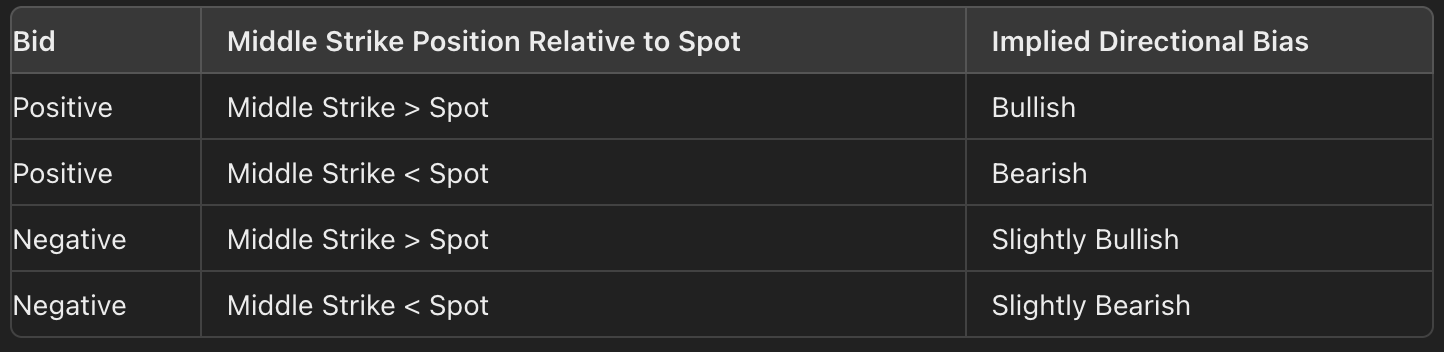 Bid Middle Strike Position Relative to Spot Implied Directional Bias
Positive Middle Strike > Spot Bullish
Positive Middle Strike < Spot Bearish
Negative Middle Strike > Spot Slightly Bullish
Negative Middle Strike < Spot Slightly Bearish